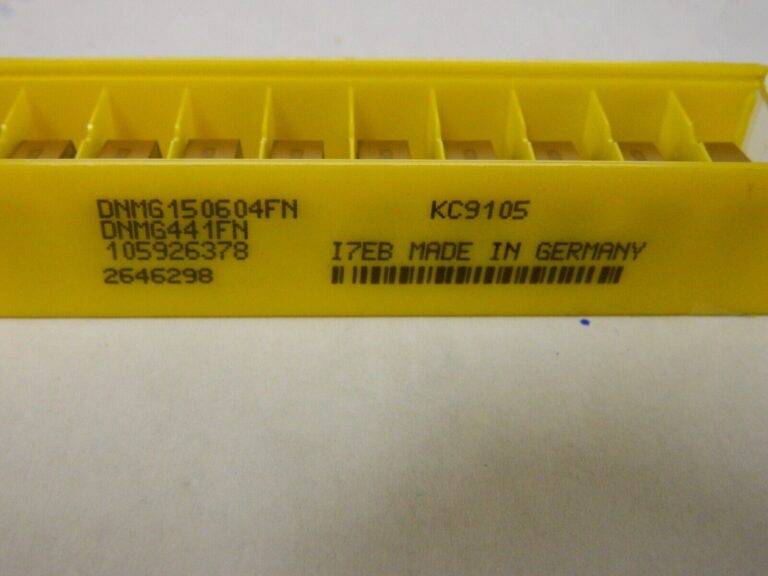 DNMG150604FN KC9105
DNMG441FN
105926378 I7EB MADE IN GERMANY
2646298